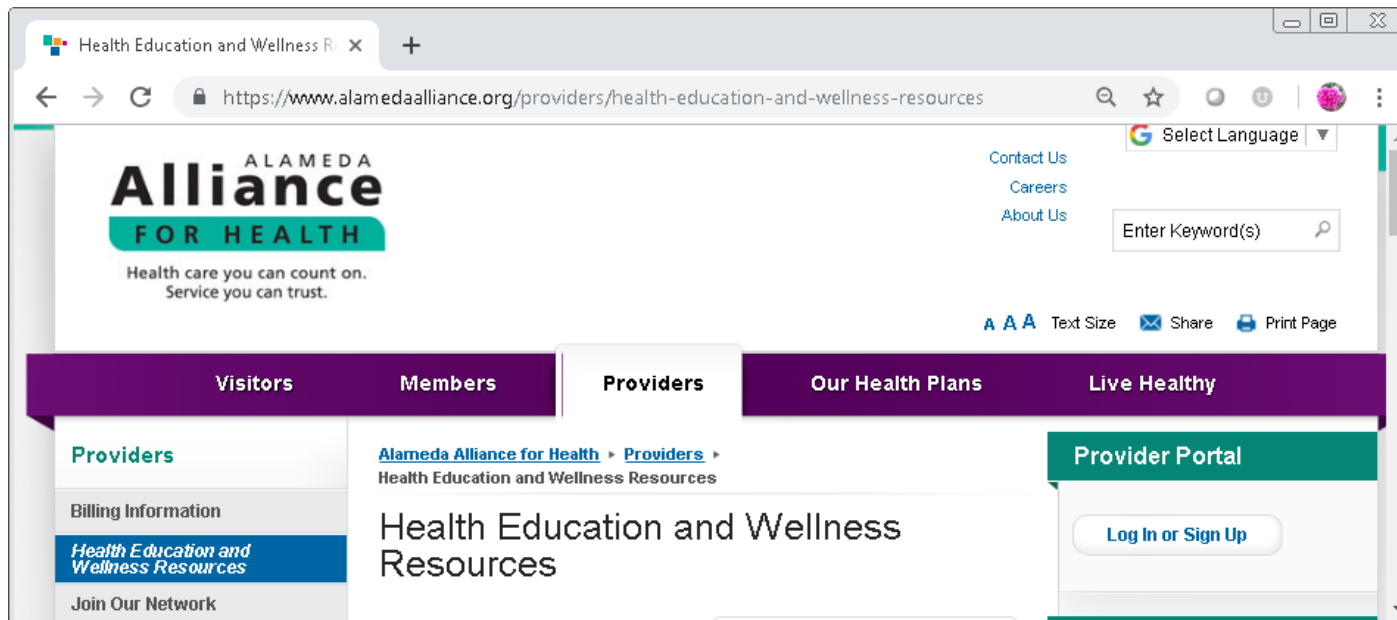 Health Education and Wellness R
https://www.alamedaalliance.org/providers/health-education-and-wellness-resources
Select Language
ALAMEDA
Alliance
FOR HEALTH
Health care you can count on.
Service you can trust.
Contact Us
Careers
About Us
Enter Keyword(s)
A A A Text Size Share Print Page
Visitors Members Providers Our Health Plans Live Healthy
Providers
Billing Information
Health Education and
Wellness Resources
Join Our Network
Alameda Alliance for Health ▸ Providers ▸
Health Education and Wellness Resources
Health Education and Wellness
Resources
Provider Portal
Log In or Sign Up